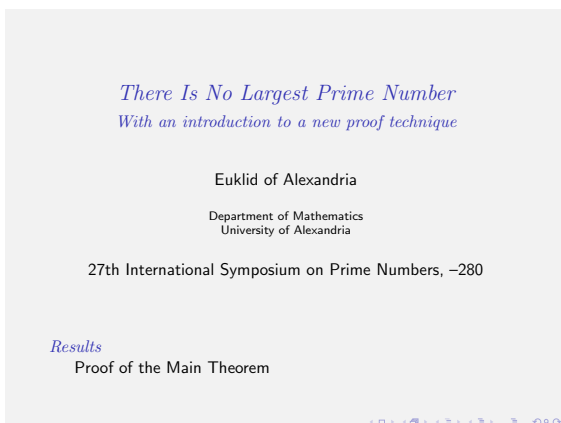 There Is No Largest Prime Number
With an introduction to a new proof technique
Euklid of Alexandria
Department of Mathematics
University of Alexandria
27th International Symposium on Prime Numbers, –280
Results
Proof of the Main Theorem